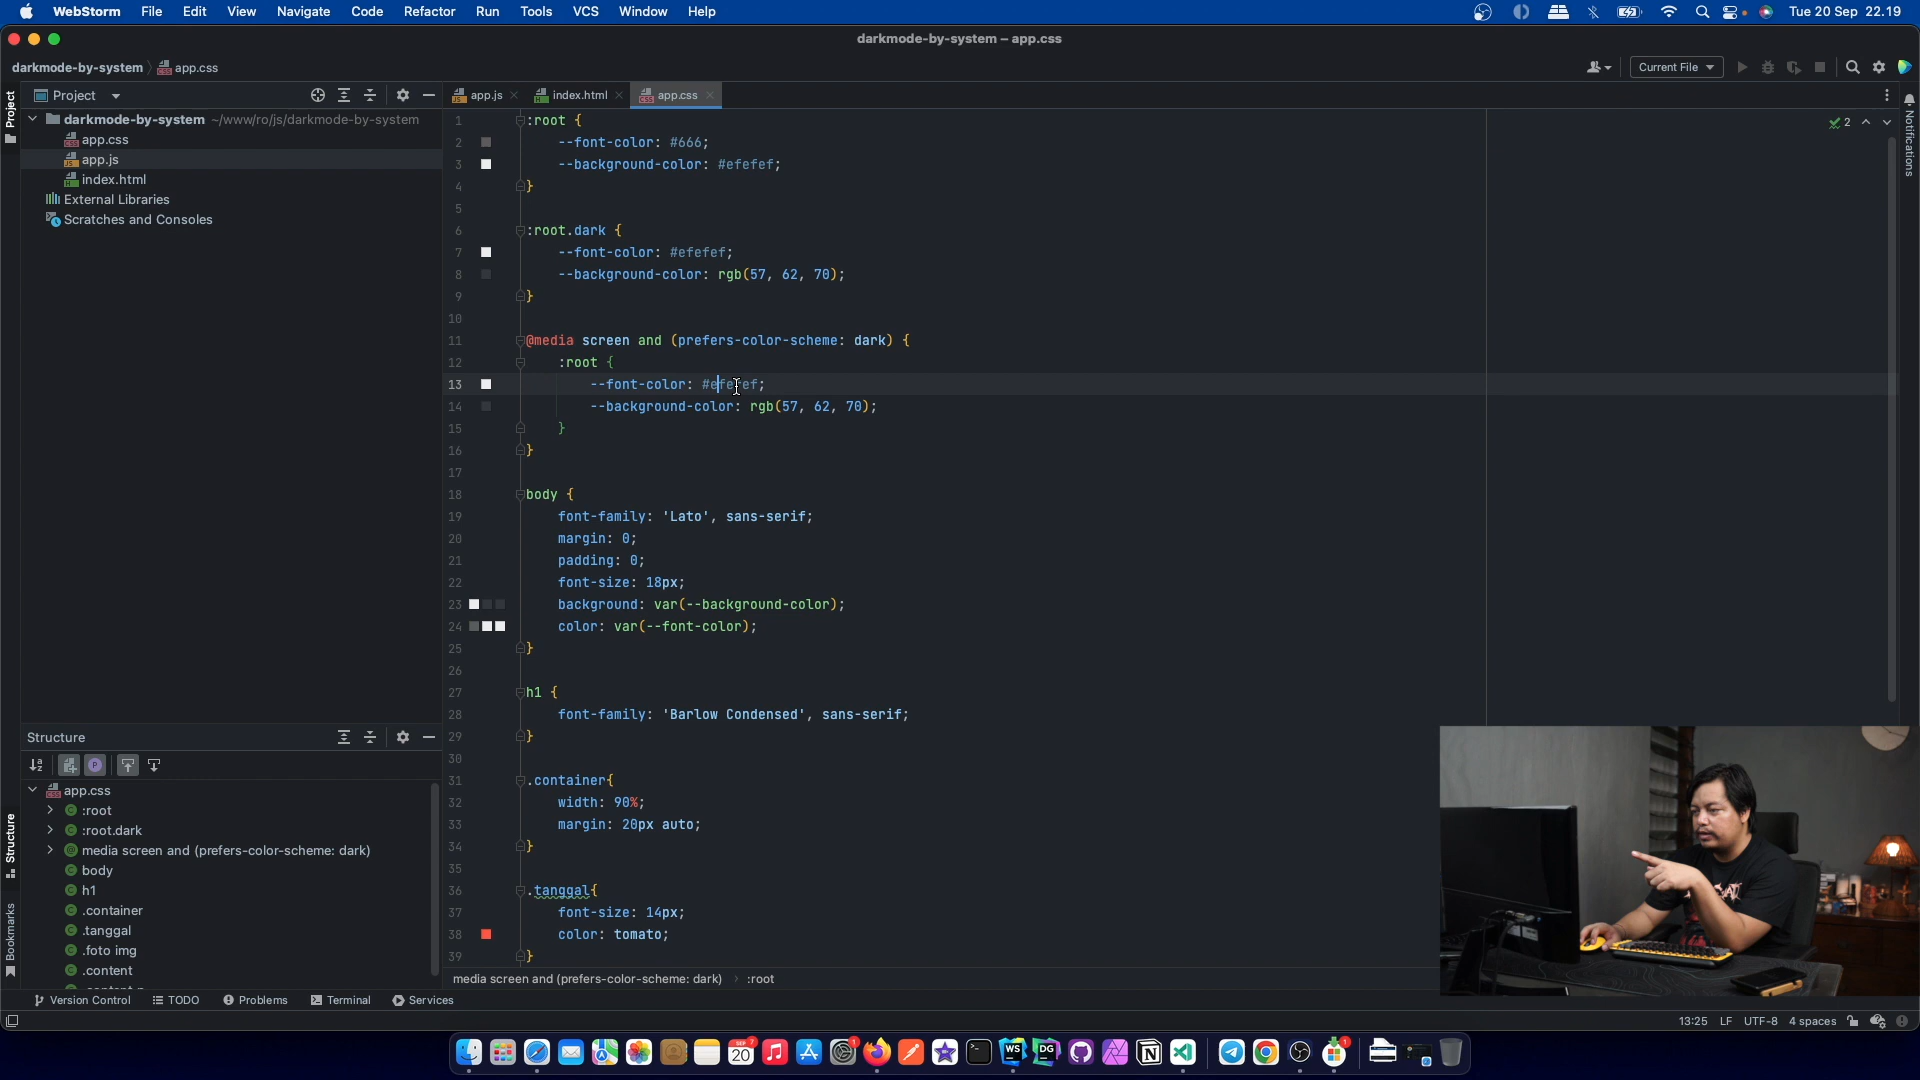 WebStorm File Edit View Navigate Code Refactor Run Tools VCS Window Help
Tue 20 Sep 22.19
darkmode-by-system – app.css
darkmode-by-system app.css
Current File
Project
Project
app.js
index.html
app.css
Notifications
darkmode-by-system ~/www/ro/js/darkmode-by-system
app.css
app.js
index.html
External Libraries
Scratches and Consoles
2
1 :root {
2 --font-color: #666;
3 --background-color: #efefef;
4 }
5
6 :root.dark {
7 --font-color: #efefef;
8 --background-color: rgb(57, 62, 70);
9 }
10
11 @media screen and (prefers-color-scheme: dark) {
12 :root {
13 --font-color: #efefef;
14 --background-color: rgb(57, 62, 70);
15 }
16 }
17
18 body {
19 font-family: 'Lato', sans-serif;
20 margin: 0;
21 padding: 0;
22 font-size: 18px;
23 background: var(--background-color);
24 color: var(--font-color);
25 }
26
27 h1 {
28 font-family: 'Barlow Condensed', sans-serif;
29 }
30
31 .container{
32 width: 90%;
33 margin: 20px auto;
34 }
35
36 .tanggal{
37 font-size: 14px;
38 color: tomato;
39 }
Structure
app.css
:root
:root.dark
media screen and (prefers-color-scheme: dark)
body
h1
.container
.tanggal
.foto img
.content
Structure
Bookmarks
media screen and (prefers-color-scheme: dark) :root
Version Control TODO Problems Terminal Services
13:25 LF UTF-8 4 spaces
SEP
20
WS
DG